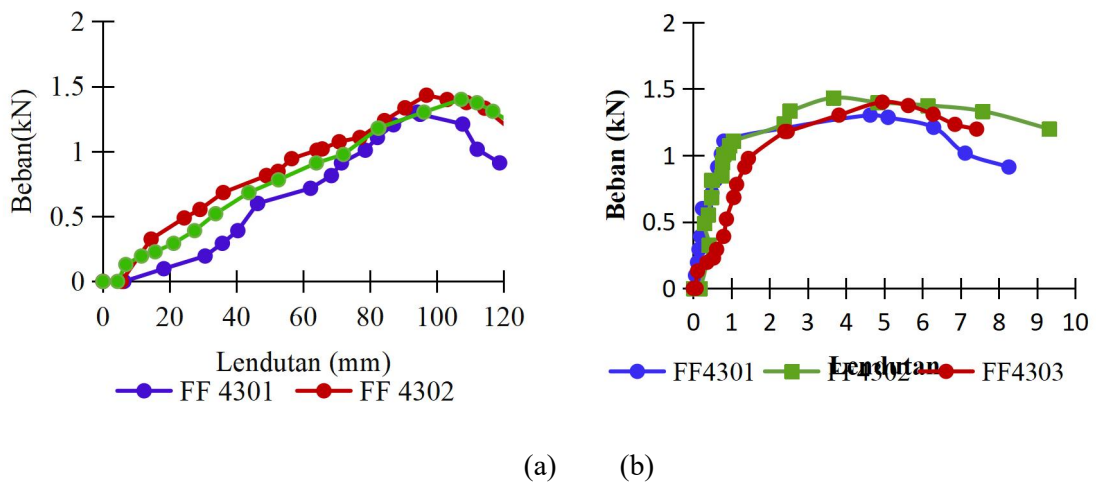 2
1.5
1
0.5
0
Beban(kN)
0 20 40 60 80 100 120
Lendutan (mm)
FF 4301 FF 4302
2
1.5
1
0.5
0
Beban (kN)
0 1 2 3 4 5 6 7 8 9 10
Lendutan
FF4301 FF4302 FF4303
(a) (b)